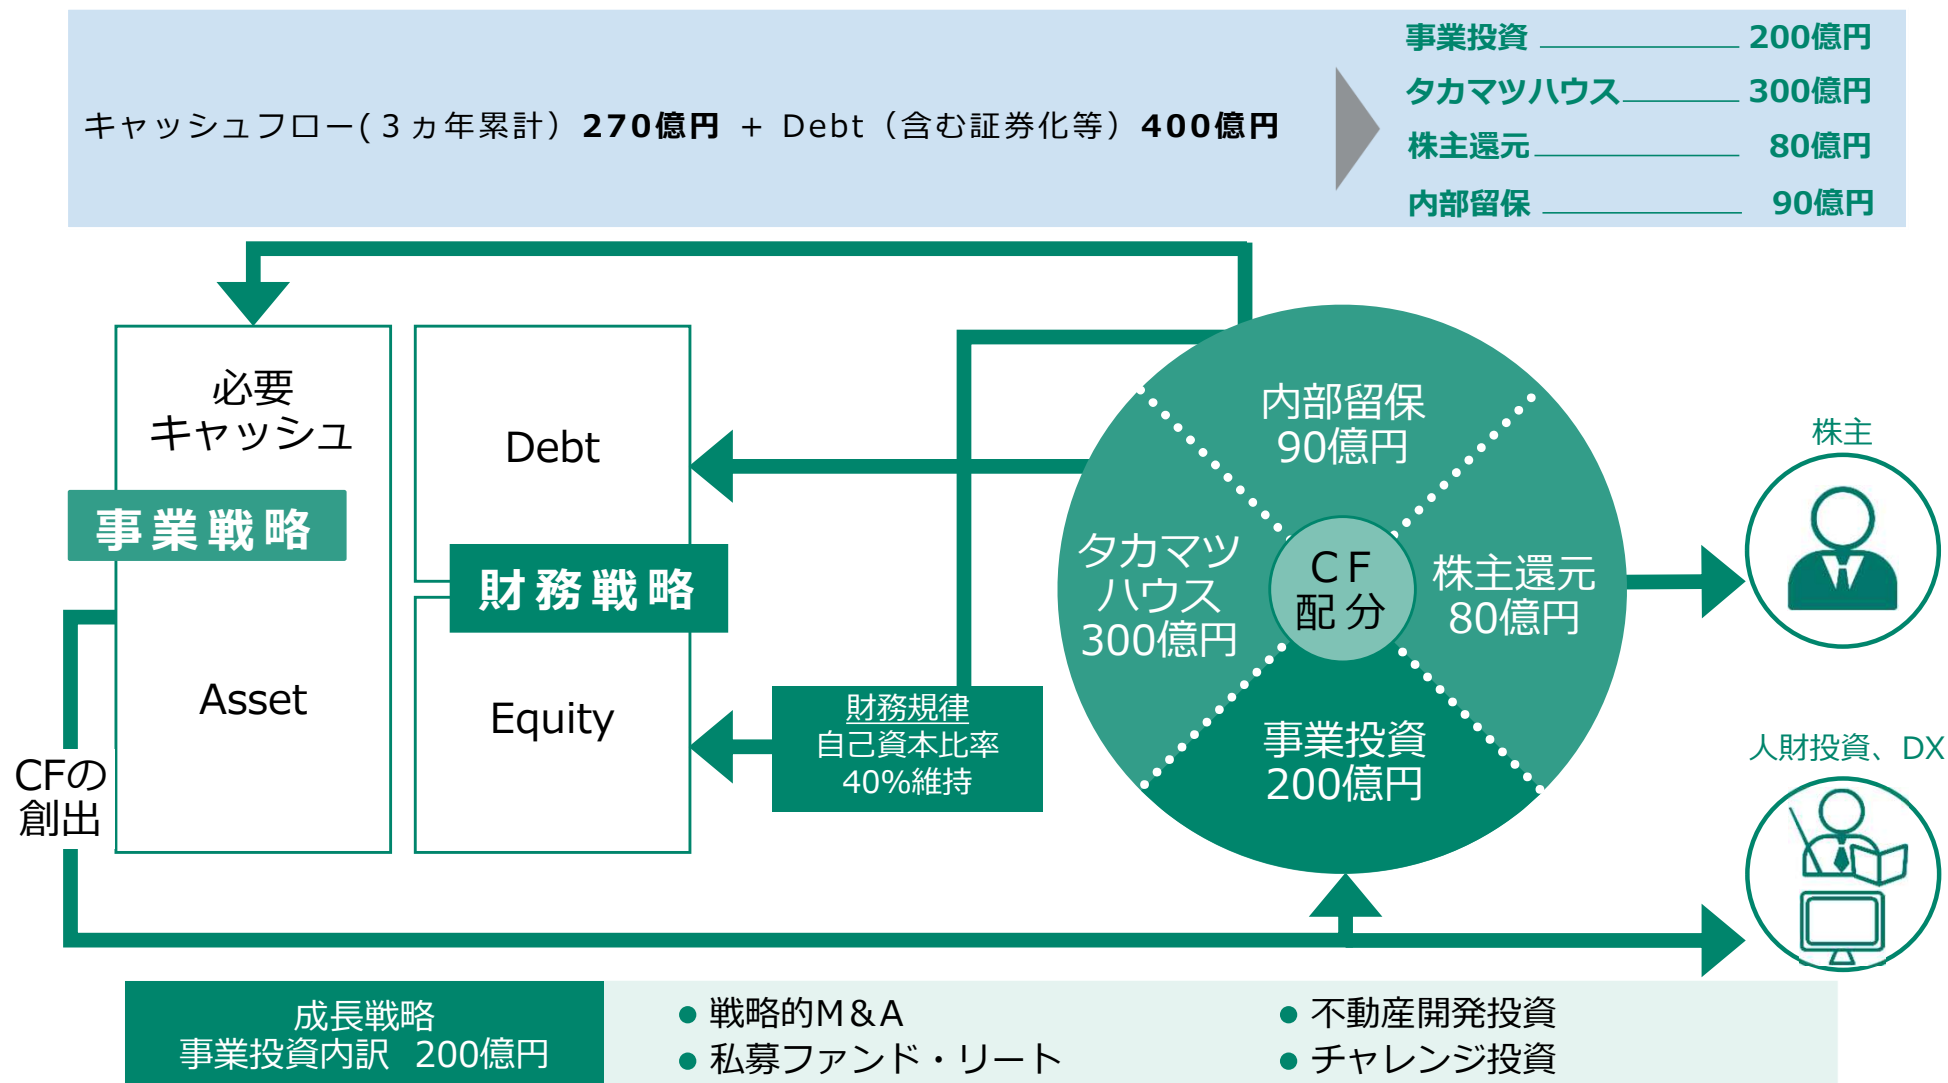 キャッシュフロー(３ヵ年累計）270億円 + Debt（含む証券化等）400億円
事業投資 200億円
タカマツハウス 300億円
株主還元 80億円
内部留保 90億円
必要
キャッシュ
事業戦略
Asset
Debt
財務戦略
Equity
財務規律
自己資本比率
40%維持
CFの
創出
内部留保
90億円
タカマツ
ハウス
300億円
ＣＦ
配分
株主還元
80億円
事業投資
200億円
株主
人財投資、DX
成長戦略
事業投資内訳 200億円
● 戦略的M＆A
● 私募ファンド・リート
● 不動産開発投資
● チャレンジ投資